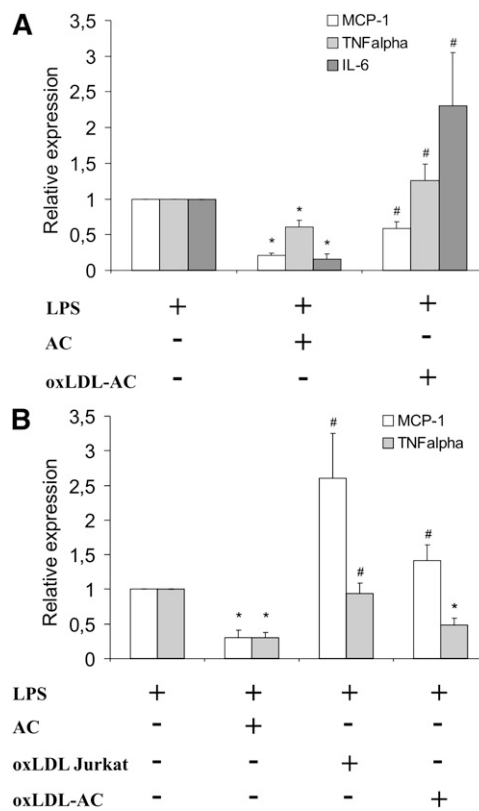 A
3,5
3
2,5
2
1,5
1
0,5
0
Relative expression
MCP-1
TNFalpha
IL-6
* * *
# # #
LPS + + +
AC - + -
oxLDL-AC - - +
B
3,5
3
2,5
2
1,5
1
0,5
0
Relative expression
MCP-1
TNFalpha
* * # # # *
LPS + + + +
AC - + - -
oxLDL Jurkat - - + -
oxLDL-AC - - - +